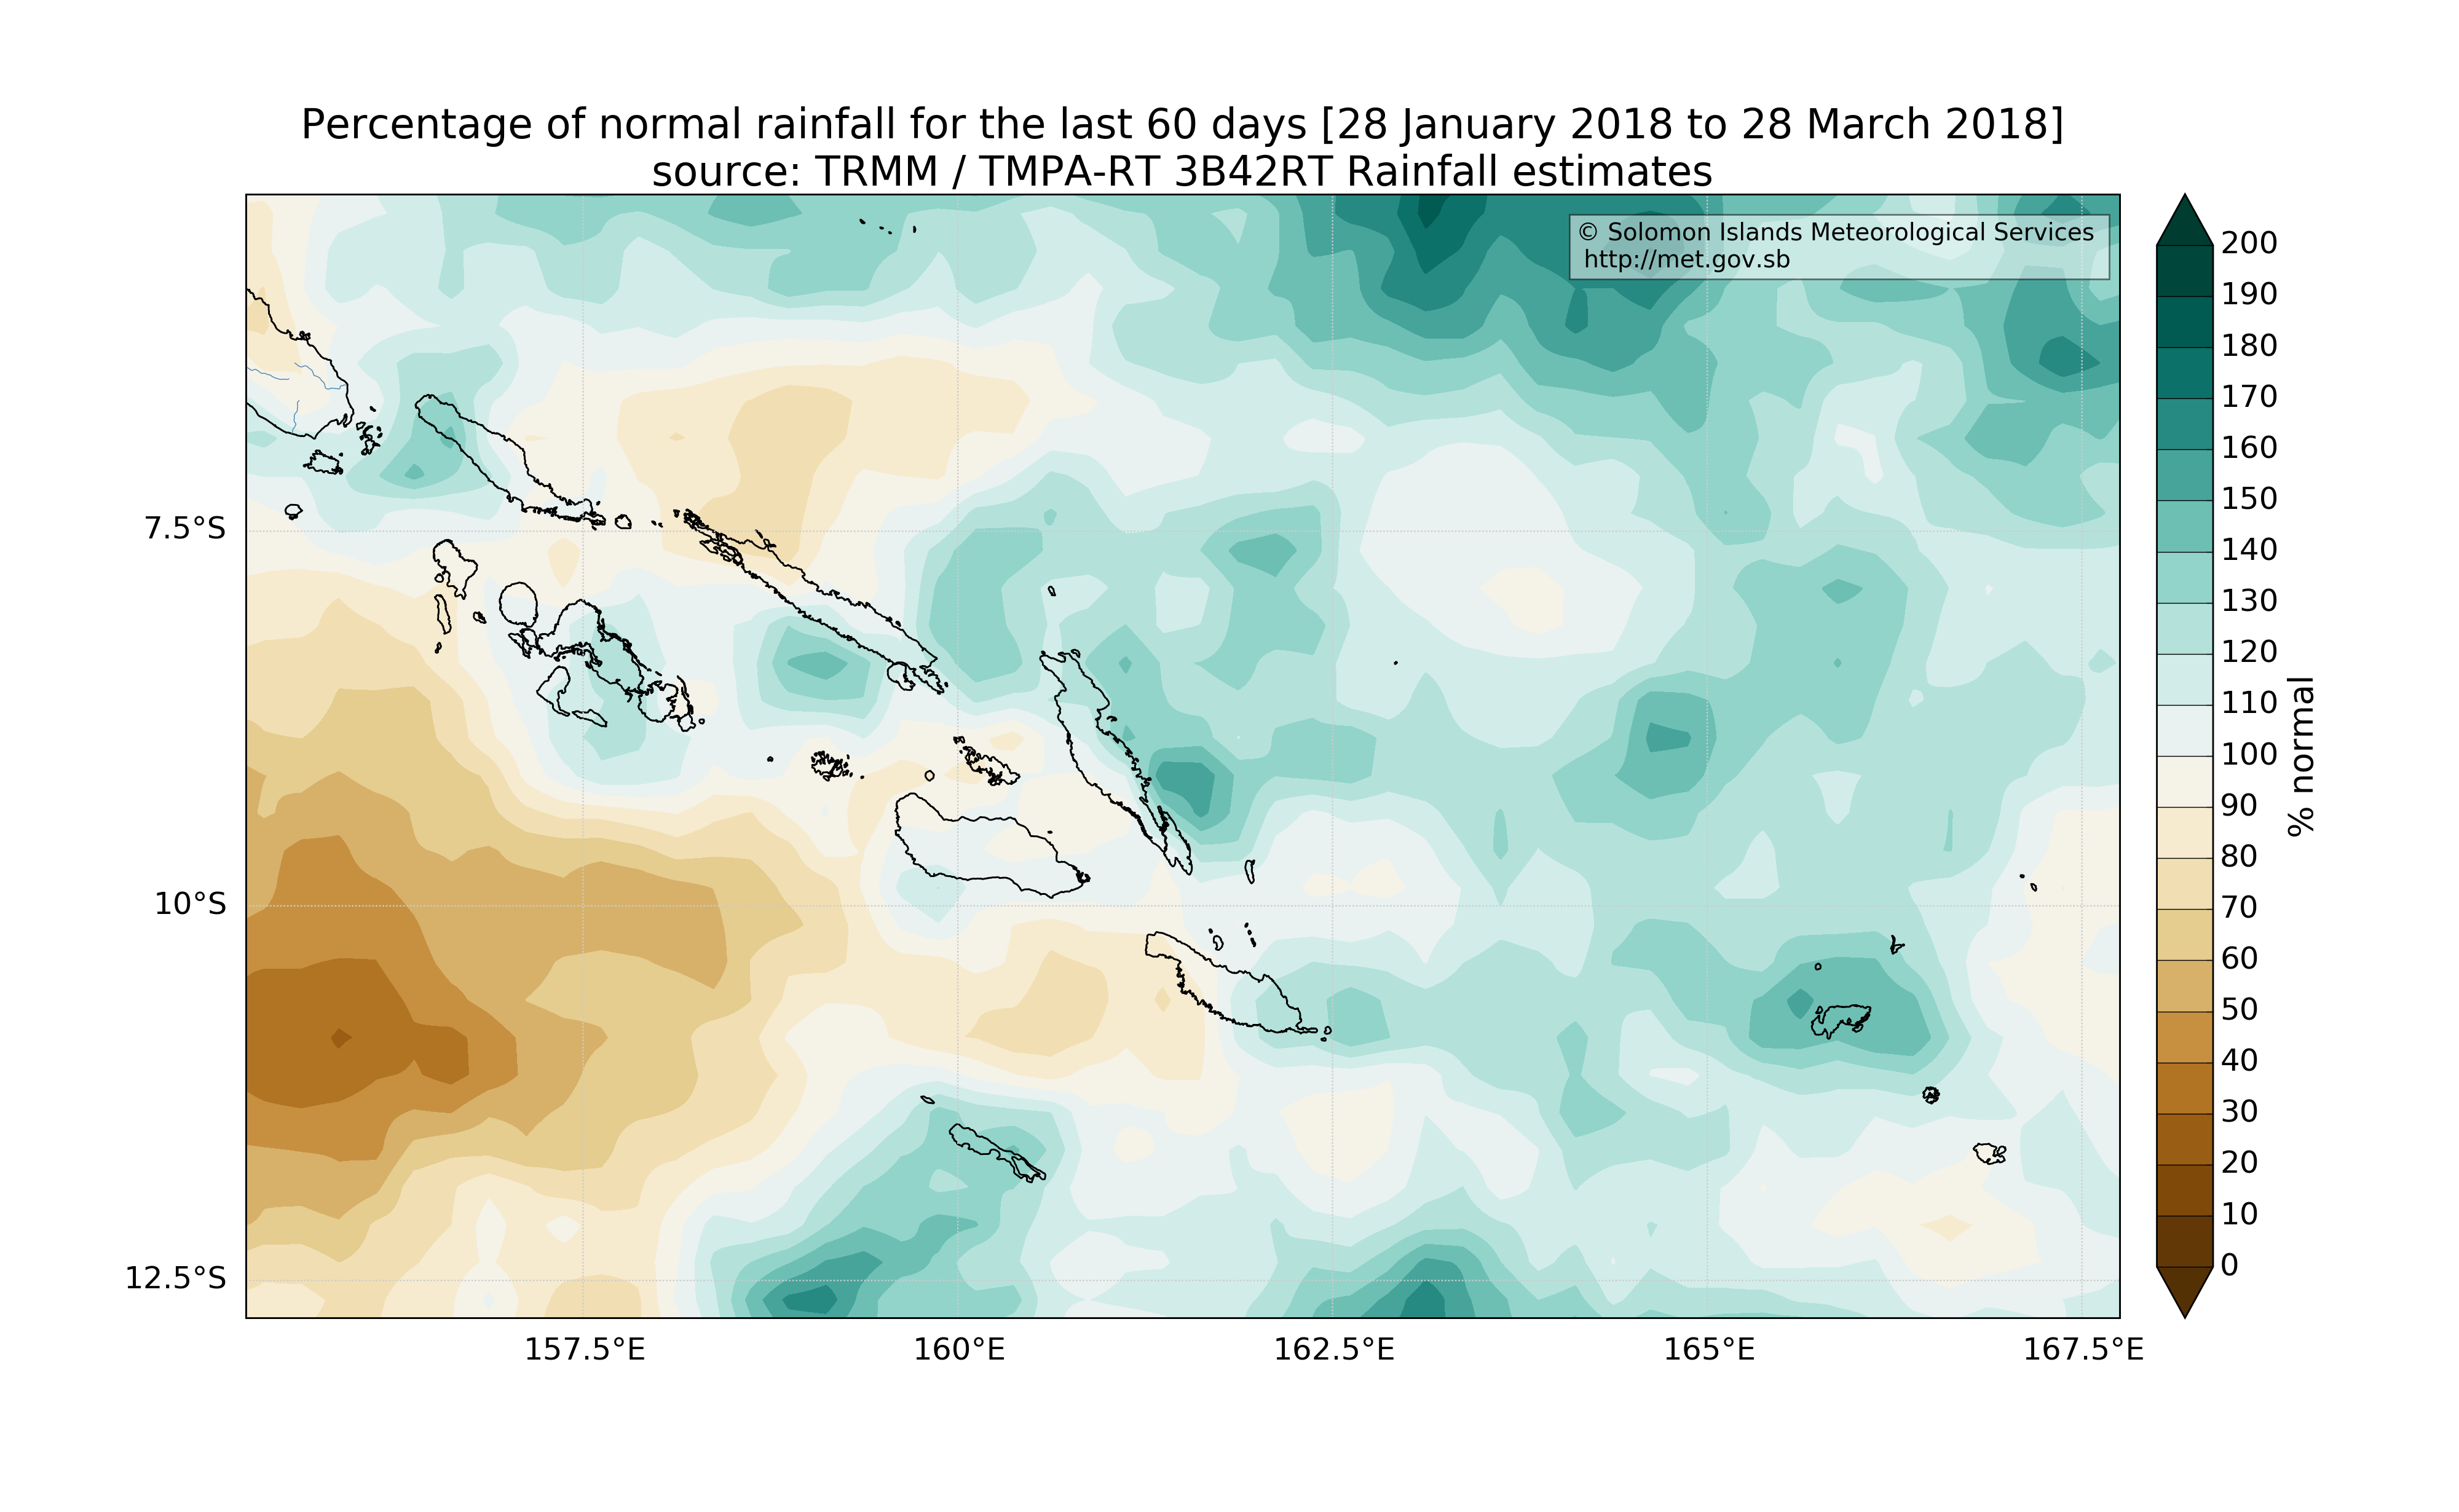 Percentage of normal rainfall for the last 60 days [28 January 2018 to 28 March 2018]
source: TRMM / TMPA-RT 3B42RT Rainfall estimates
© Solomon Islands Meteorological Services
http://met.gov.sb
7.5°S
10°S
12.5°S
157.5°E
160°E
162.5°E
165°E
167.5°E
200
190
180
170
160
150
140
130
120
110
100
90
80
70
60
50
40
30
20
10
0
% normal